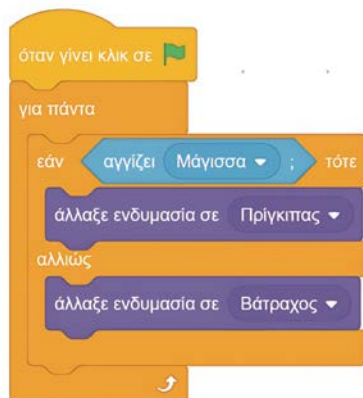 όταν γίνει κλικ σε
για πάντα
εάν αγγίζει Μάγισσα ; τότε
άλλαξε ενδυμασία σε Πρίγκιπας
αλλιώς
άλλαξε ενδυμασία σε Βάτραχος